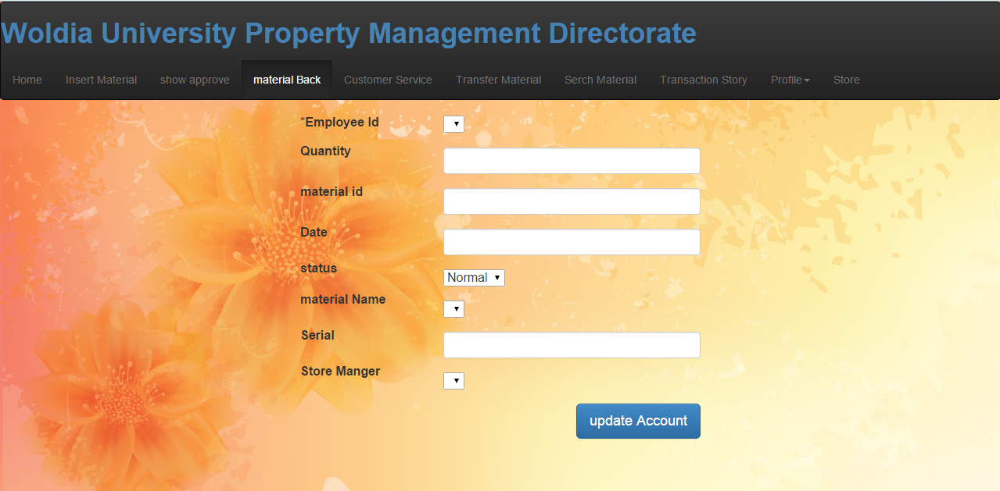 Woldia University Property Management Directorate
Home Insert Material show approve material Back Customer Service Transfer Material Serch Material Transaction Story Profile Store
*Employee Id
Quantity
material id
Date
status Normal
material Name
Serial
Store Manger
update Account